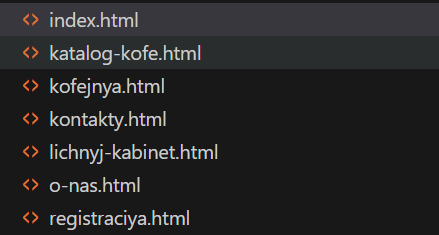 index.html
katalog-kofe.html
kofejnya.html
kontakty.html
lichnyj-kabinet.html
o-nas.html
registraciya.html